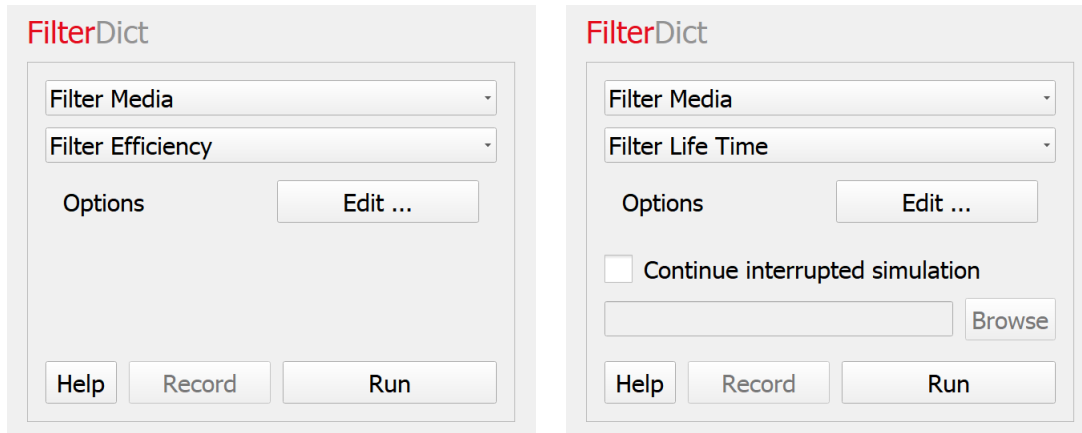 FilterDict
Filter Media
Filter Efficiency
Options Edit ...
Help Record Run
FilterDict
Filter Media
Filter Life Time
Options Edit ...
Continue interrupted simulation
Browse
Help Record Run